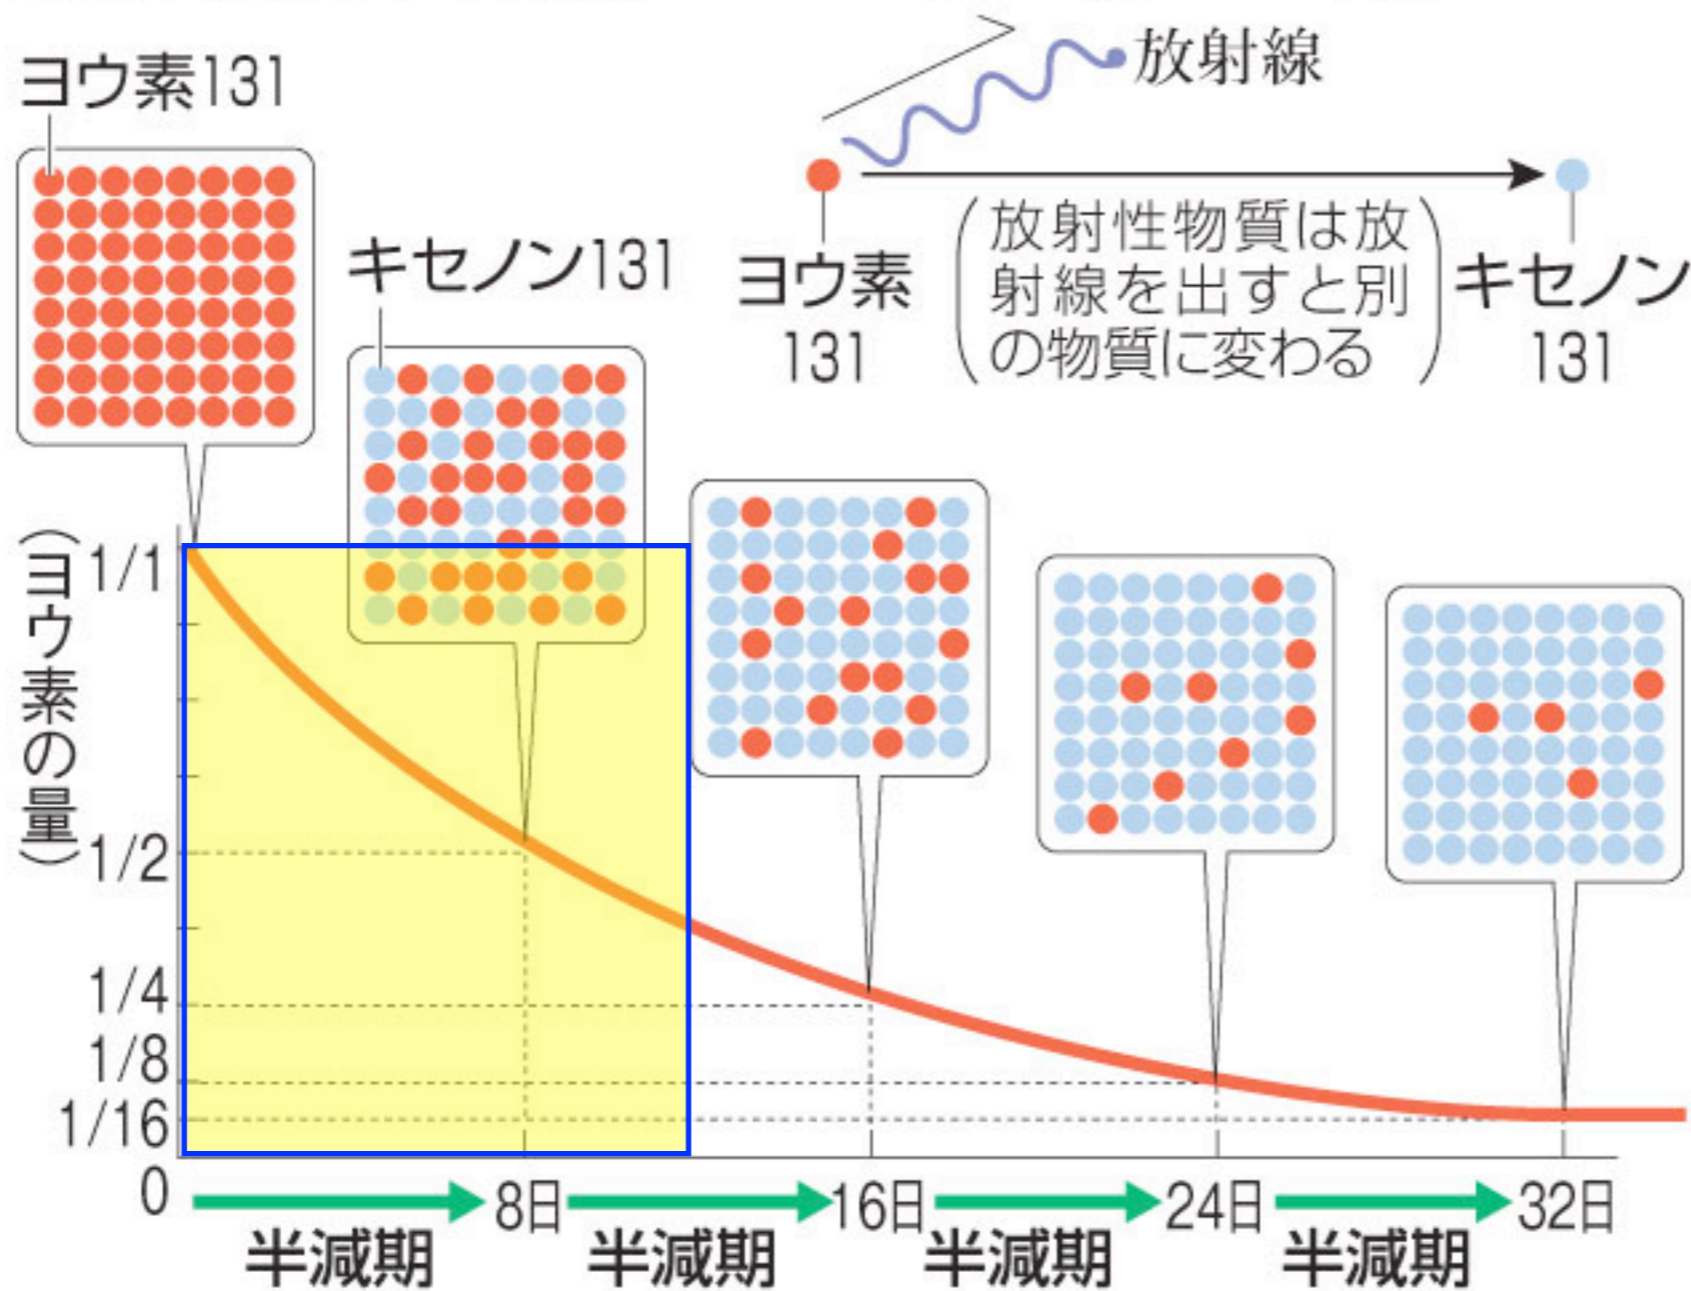 ヨウ素131
放射線
キセノン131
ヨウ素
131
(放射性物質は放
射線を出すと別
の物質に変わる)
キセノン
131
(ヨウ素の量)
1/1
1/2
1/4
1/8
1/16
0
8日
16日
24日
32日
半減期
半減期
半減期
半減期